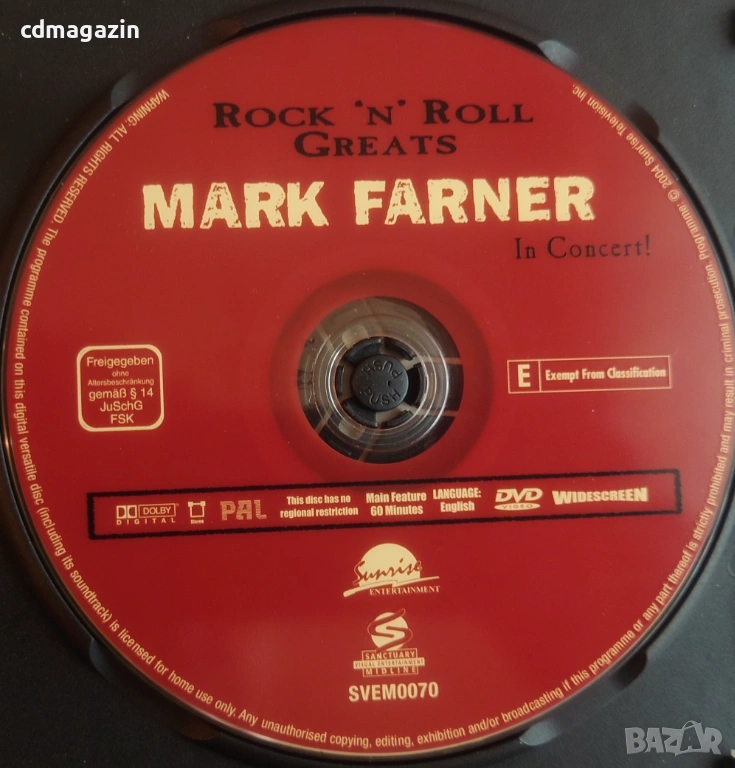 cdmagazin
ROCK 'N' ROLL
GREATS
MARK FARNER
In Concert!
Freigegeben
ohne
Altersbeschränkung
gemäß § 14
JuSchG
FSK
E Exempt From Classification
PUSH
DOLBY
DIGITAL
Stereo
PAL
This disc has no
regional restriction
Main Feature
60 Minutes
LANGUAGE:
English
DVD
VIDEO
WIDESCREEN
Sunrise
ENTERTAINMENT
S
SANCTUARY
VISUAL ENTERTAINMENT
MIDLINE
SVEM0070
WARNING: ALL RIGHTS RESERVED. The programme contained on this digital versatile disc (including its soundtrack) is licensed for home use only. Any unauthorised copying, editing, exhibition and/or broadcasting if this programme or any part thereof is strictly prohibited and may result in criminal prosecution. Programme: © 2004 Sunrise Television Inc.
BAZAR